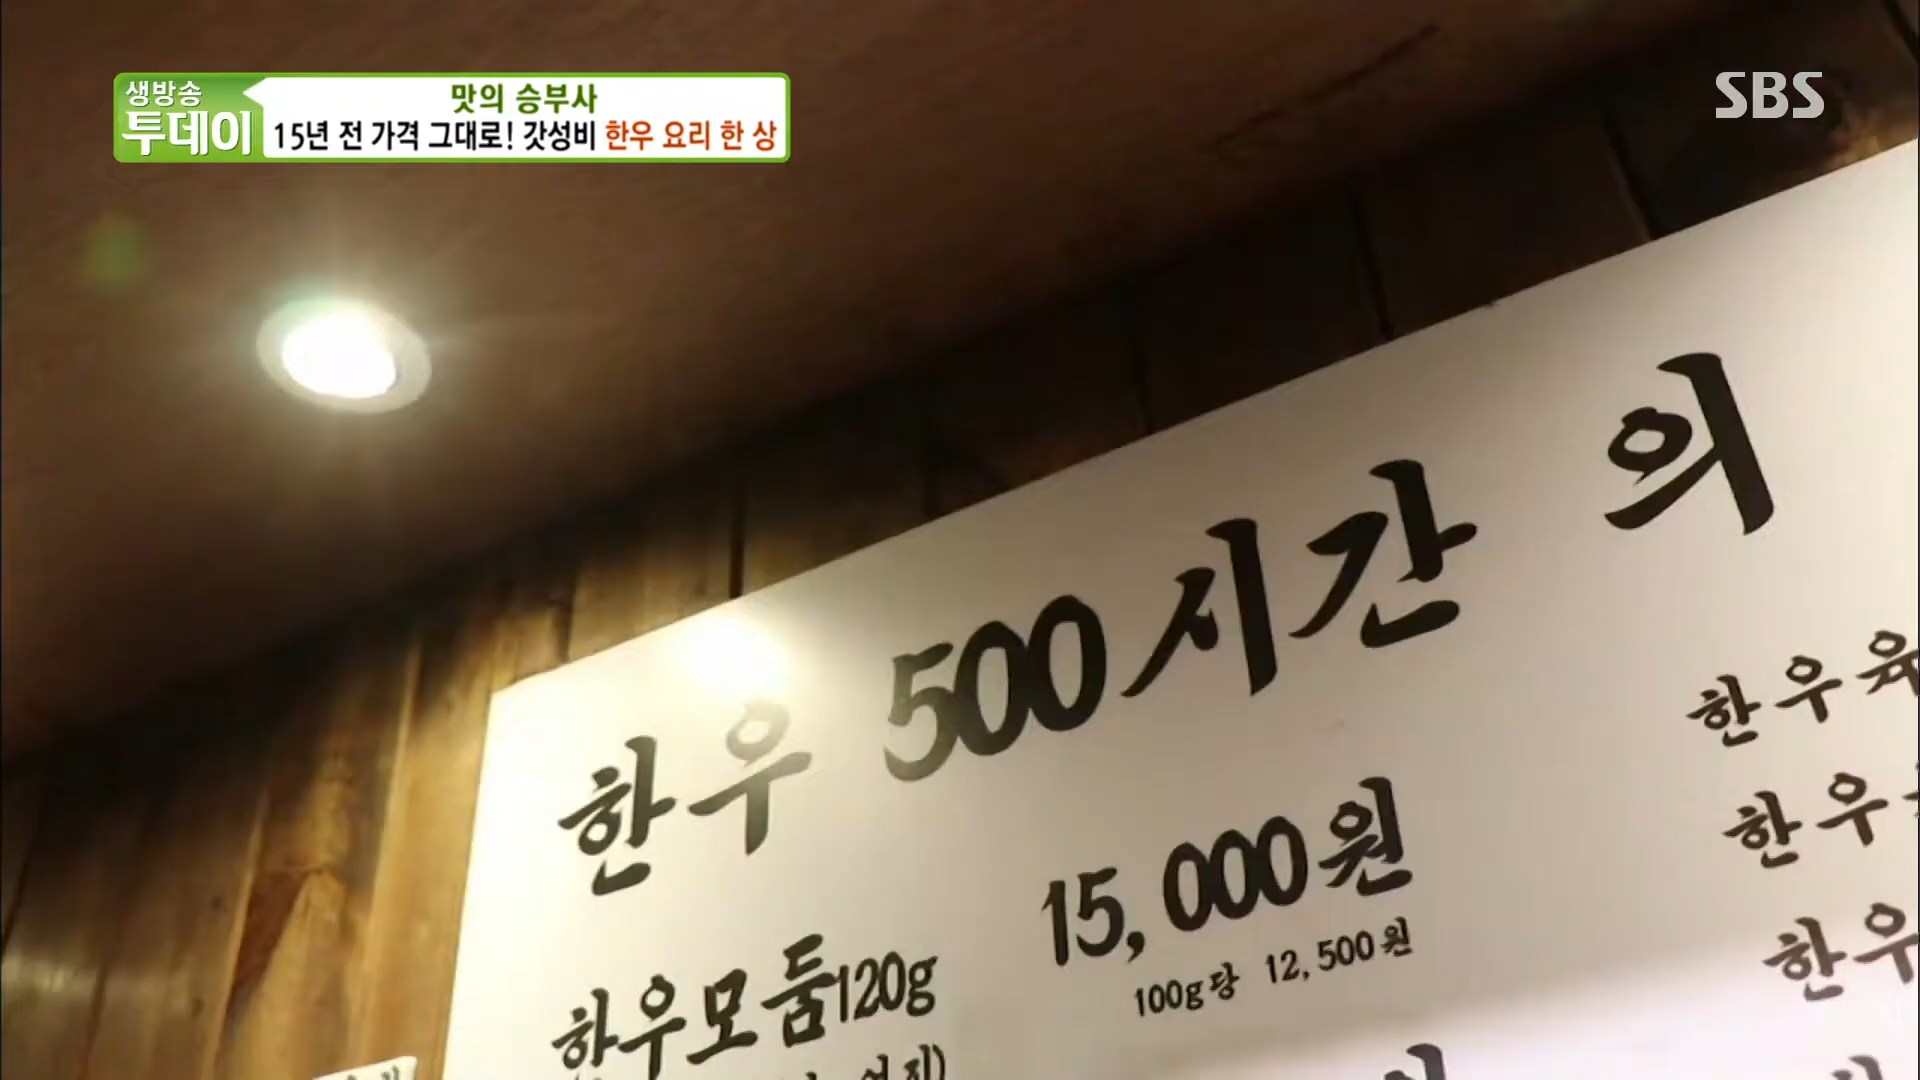 생방송
투데이
맛의 승부사
15년 전 가격 그대로! 갓성비 한우 요리 한 상
SBS
한우 500시간 의
한우모둠120g 15,000원
100g당 12,500원
한우
한우
한우